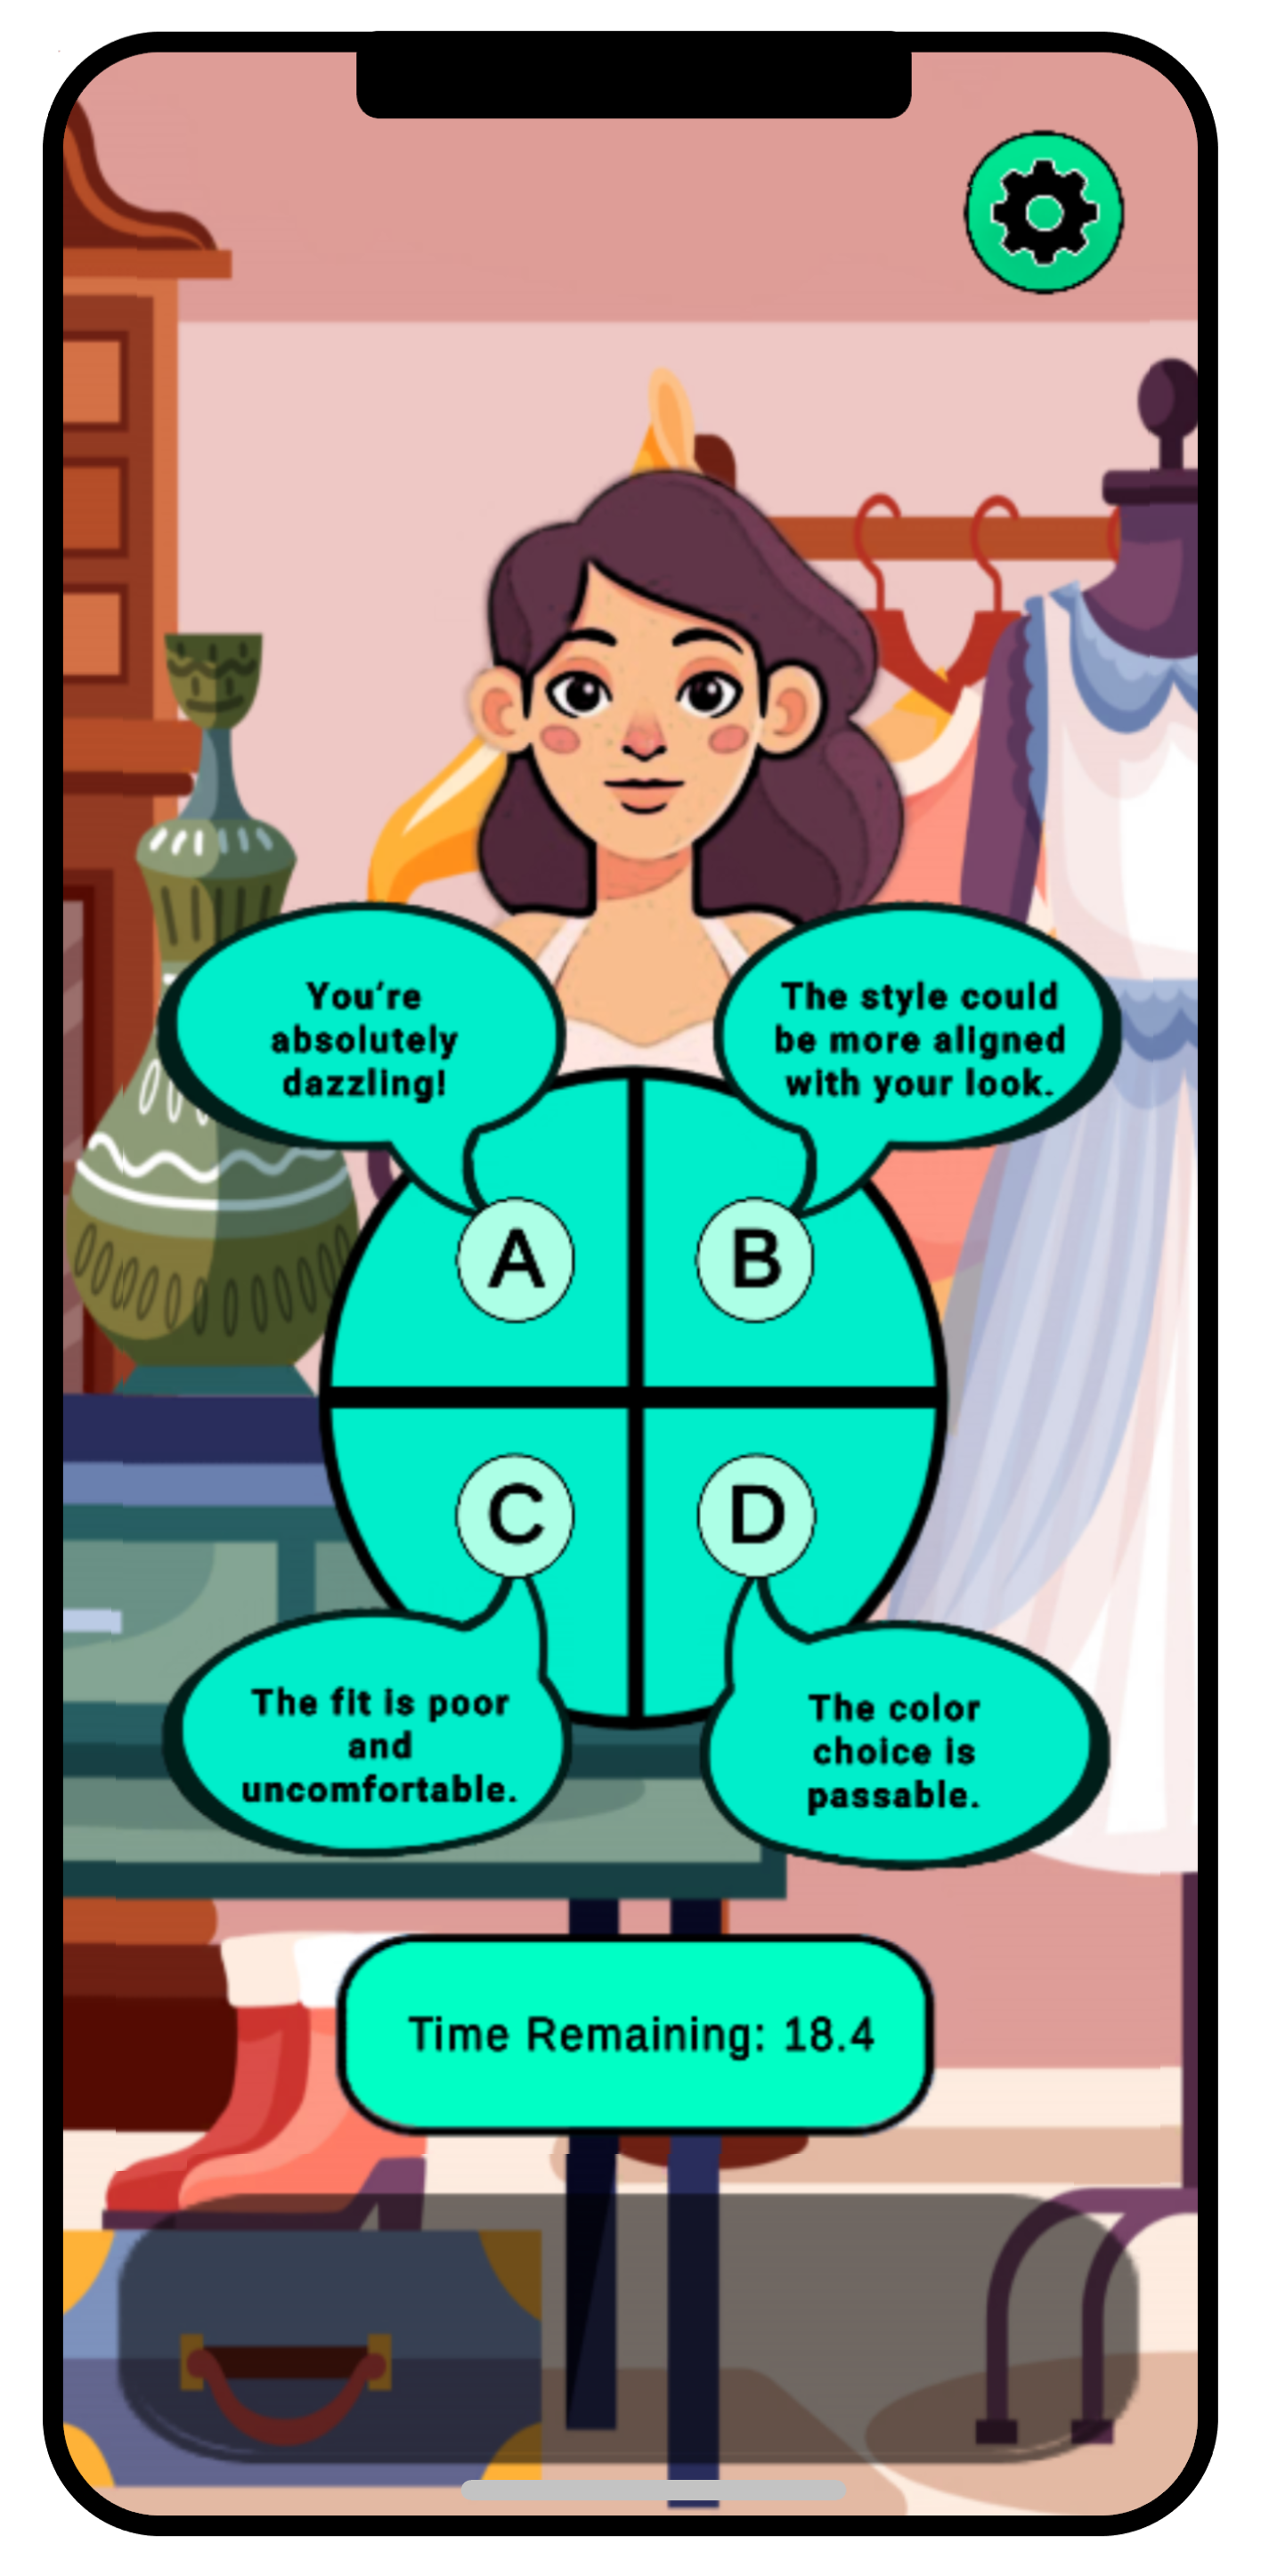 You're
absolutely
dazzling!
The style could
be more aligned
with your look.
A
B
C
D
The fit is poor
and
uncomfortable.
The color
choice is
passable.
Time Remaining: 18.4